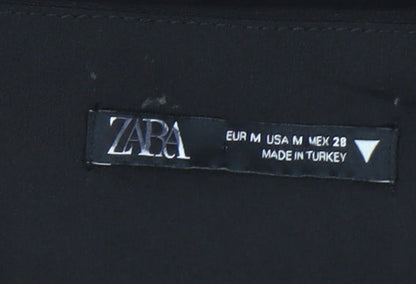 ZARA
EUR M USA M MEX 28
MADE IN TURKEY